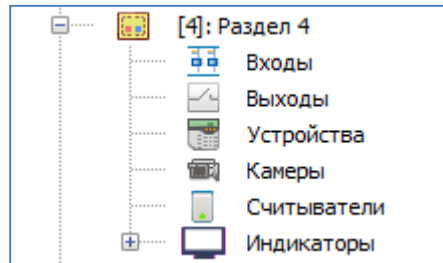 [4]: Раздел 4
Входы
Выходы
Устройства
Камеры
Считыватели
Индикаторы